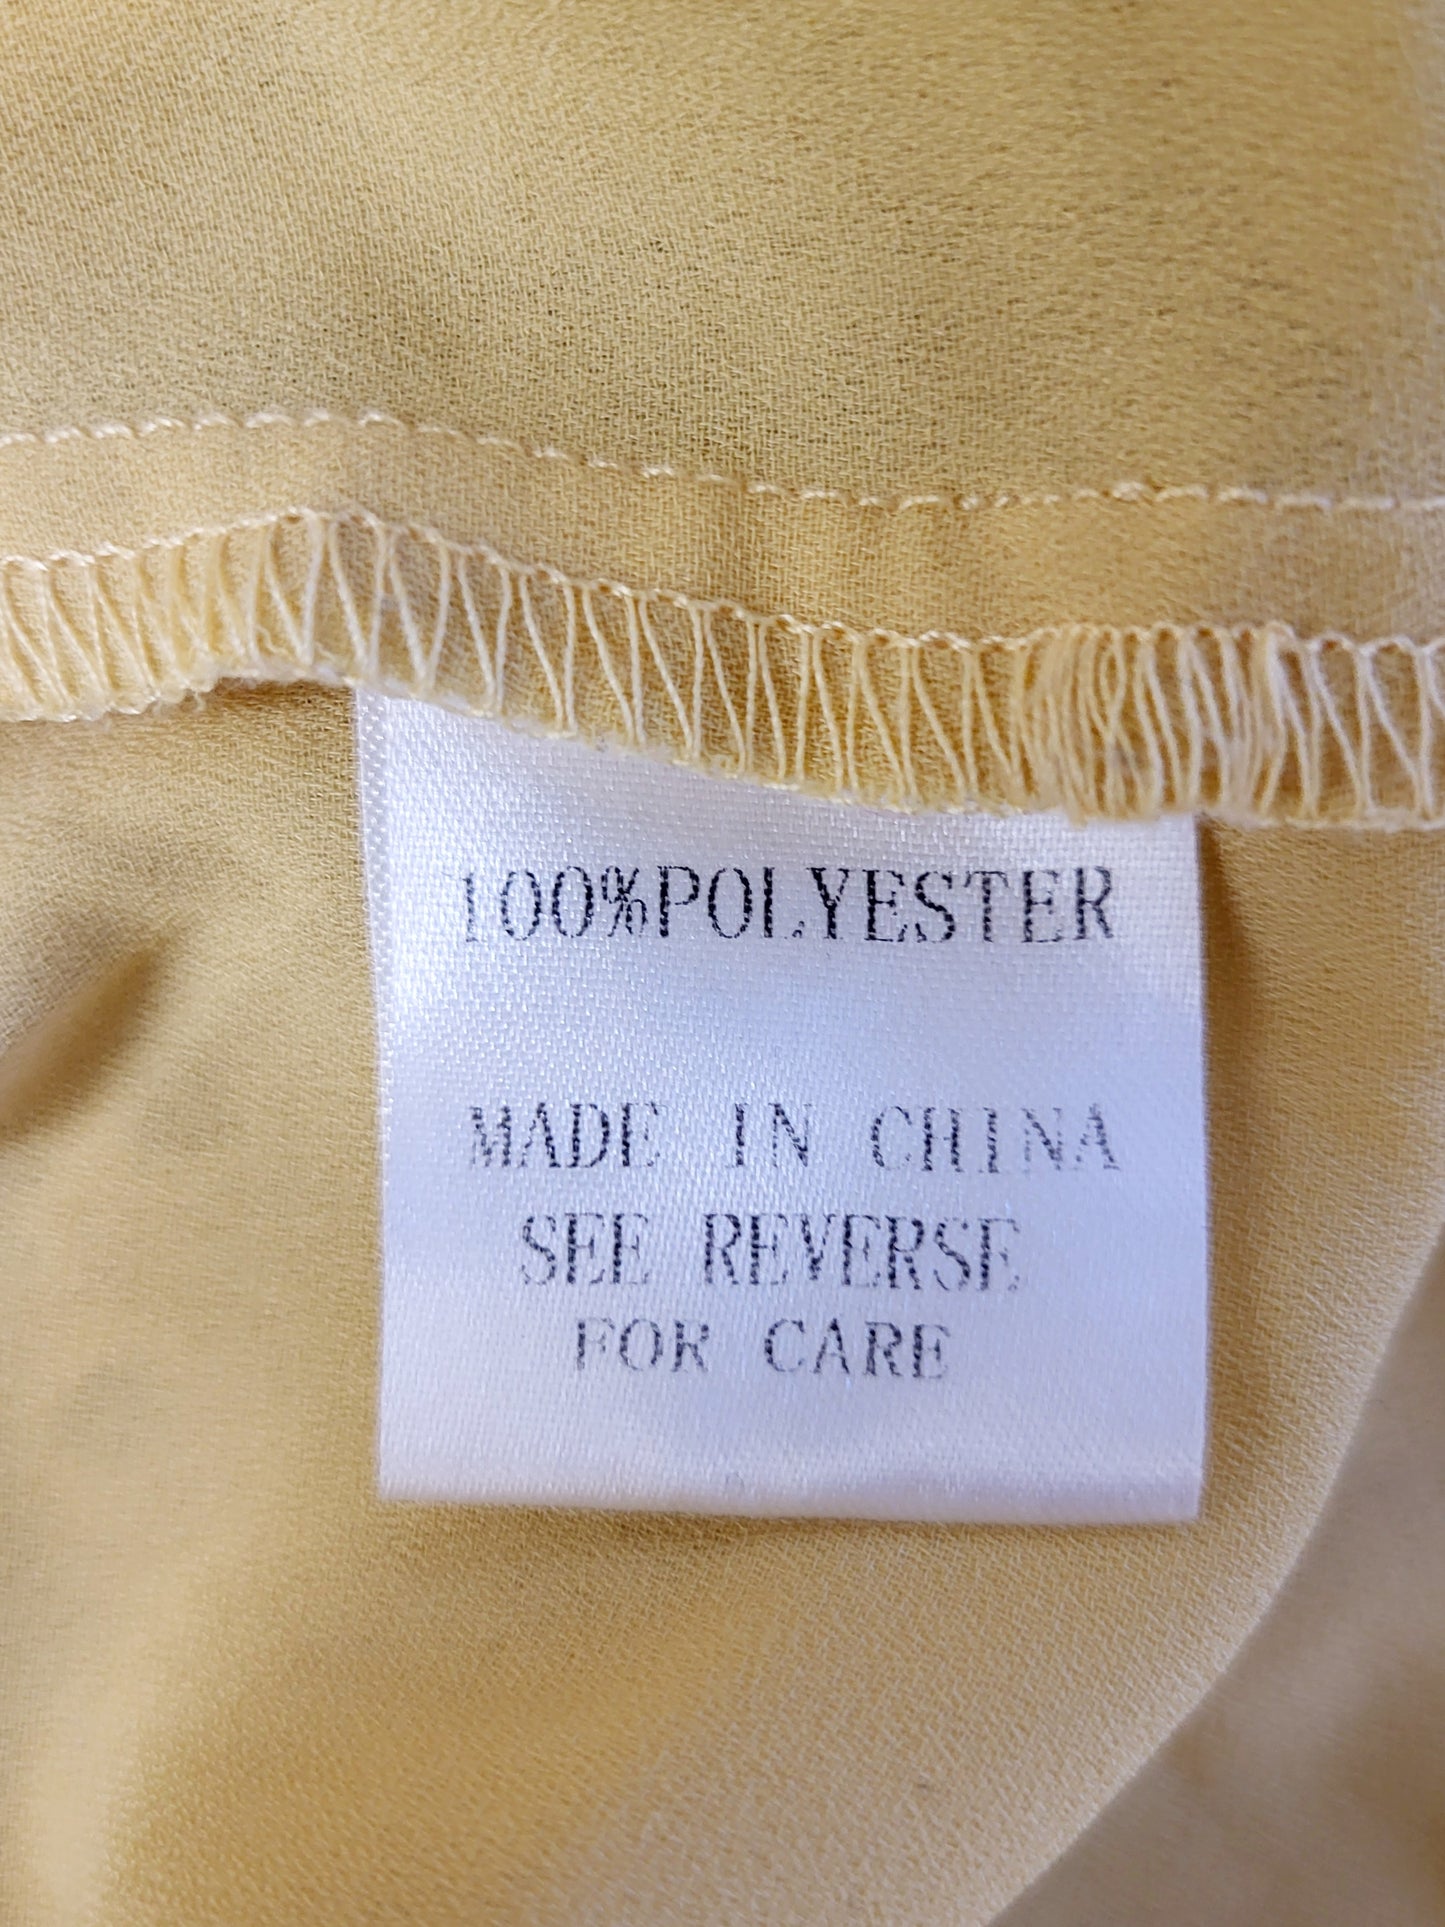 100%POLYESTER
MADE IN CHINA
SEE REVERSE
FOR CARE